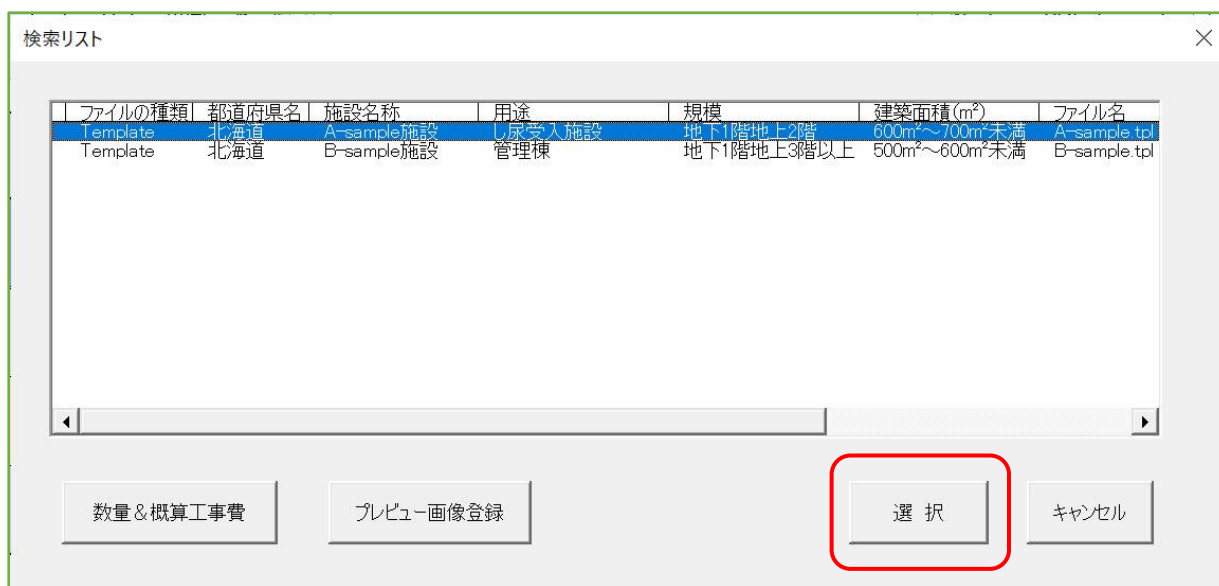 検索リスト
ファイルの種類 都道府県名 施設名称 用途 規模 建築面積(m²) ファイル名
Template 北海道 A-sample施設 し尿受入施設 地下1階地上2階 600m²～700m²未満 A-sample.tpl
Template 北海道 B-sample施設 管理棟 地下1階地上3階以上 500m²～600m²未満 B-sample.tpl
数量＆概算工事費 プレビュー画像登録 選 択 キャンセル